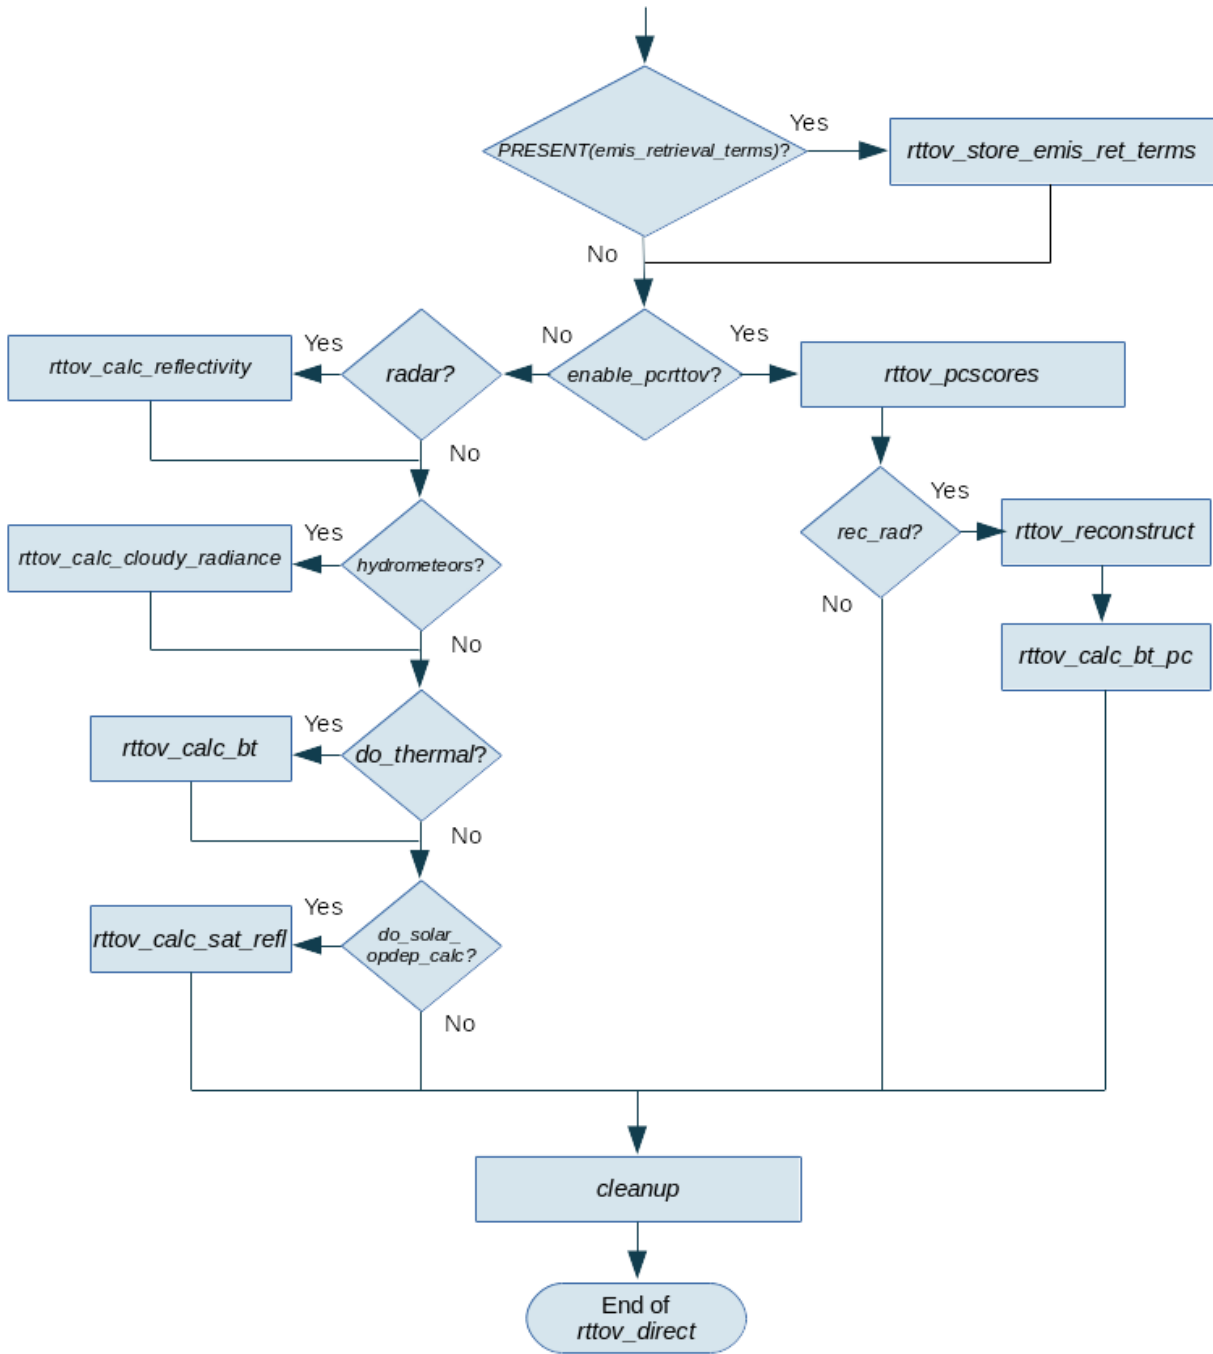 PRESENT(emis_retrieval_terms)?
Yes
rttov_store_emis_ret_terms
No
enable_pcrttov?
No
Yes
radar?
Yes
rttov_calc_reflectivity
No
rttov_pcscores
hydrometeors?
Yes
rttov_calc_cloudy_radiance
No
rec_rad?
Yes
rttov_reconstruct
No
rttov_calc_bt_pc
do_thermal?
Yes
rttov_calc_bt
No
do_solar_
opdep_calc?
Yes
rttov_calc_sat_refl
No
cleanup
End of
rttov_direct